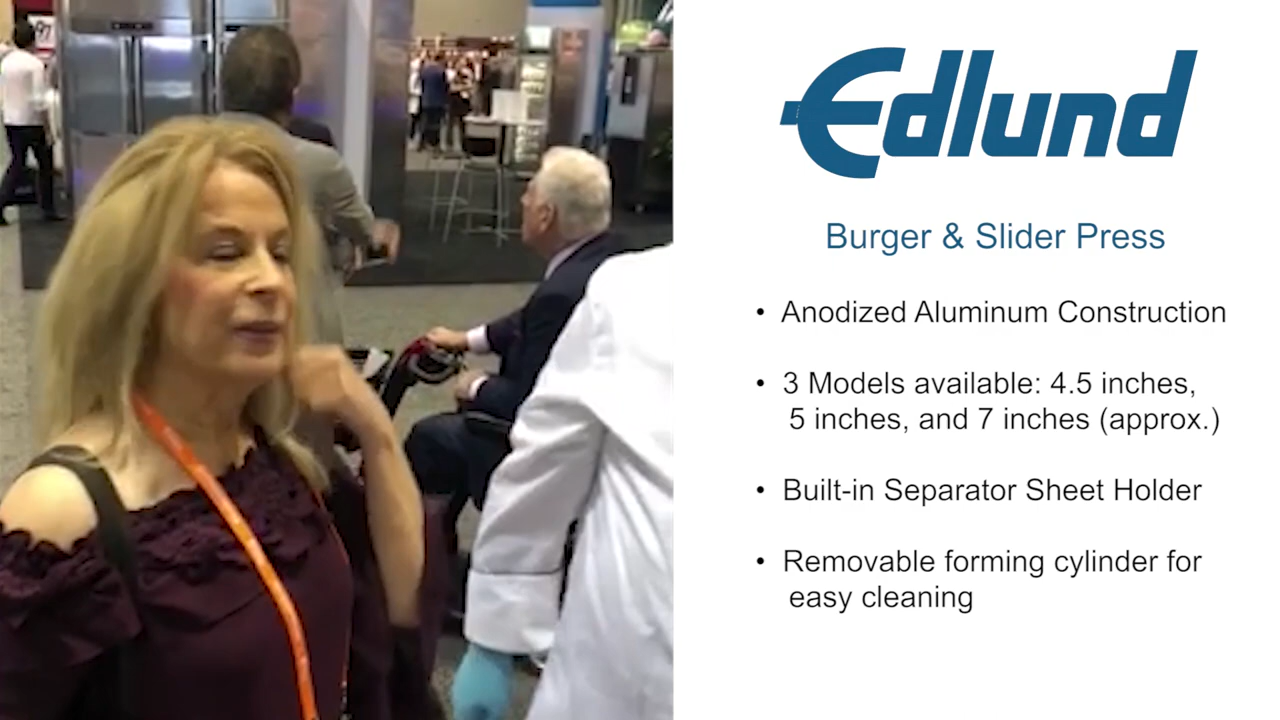 97
Edlund
Burger & Slider Press
• Anodized Aluminum Construction
• 3 Models available: 4.5 inches,
5 inches, and 7 inches (approx.)
• Built-in Separator Sheet Holder
• Removable forming cylinder for
easy cleaning